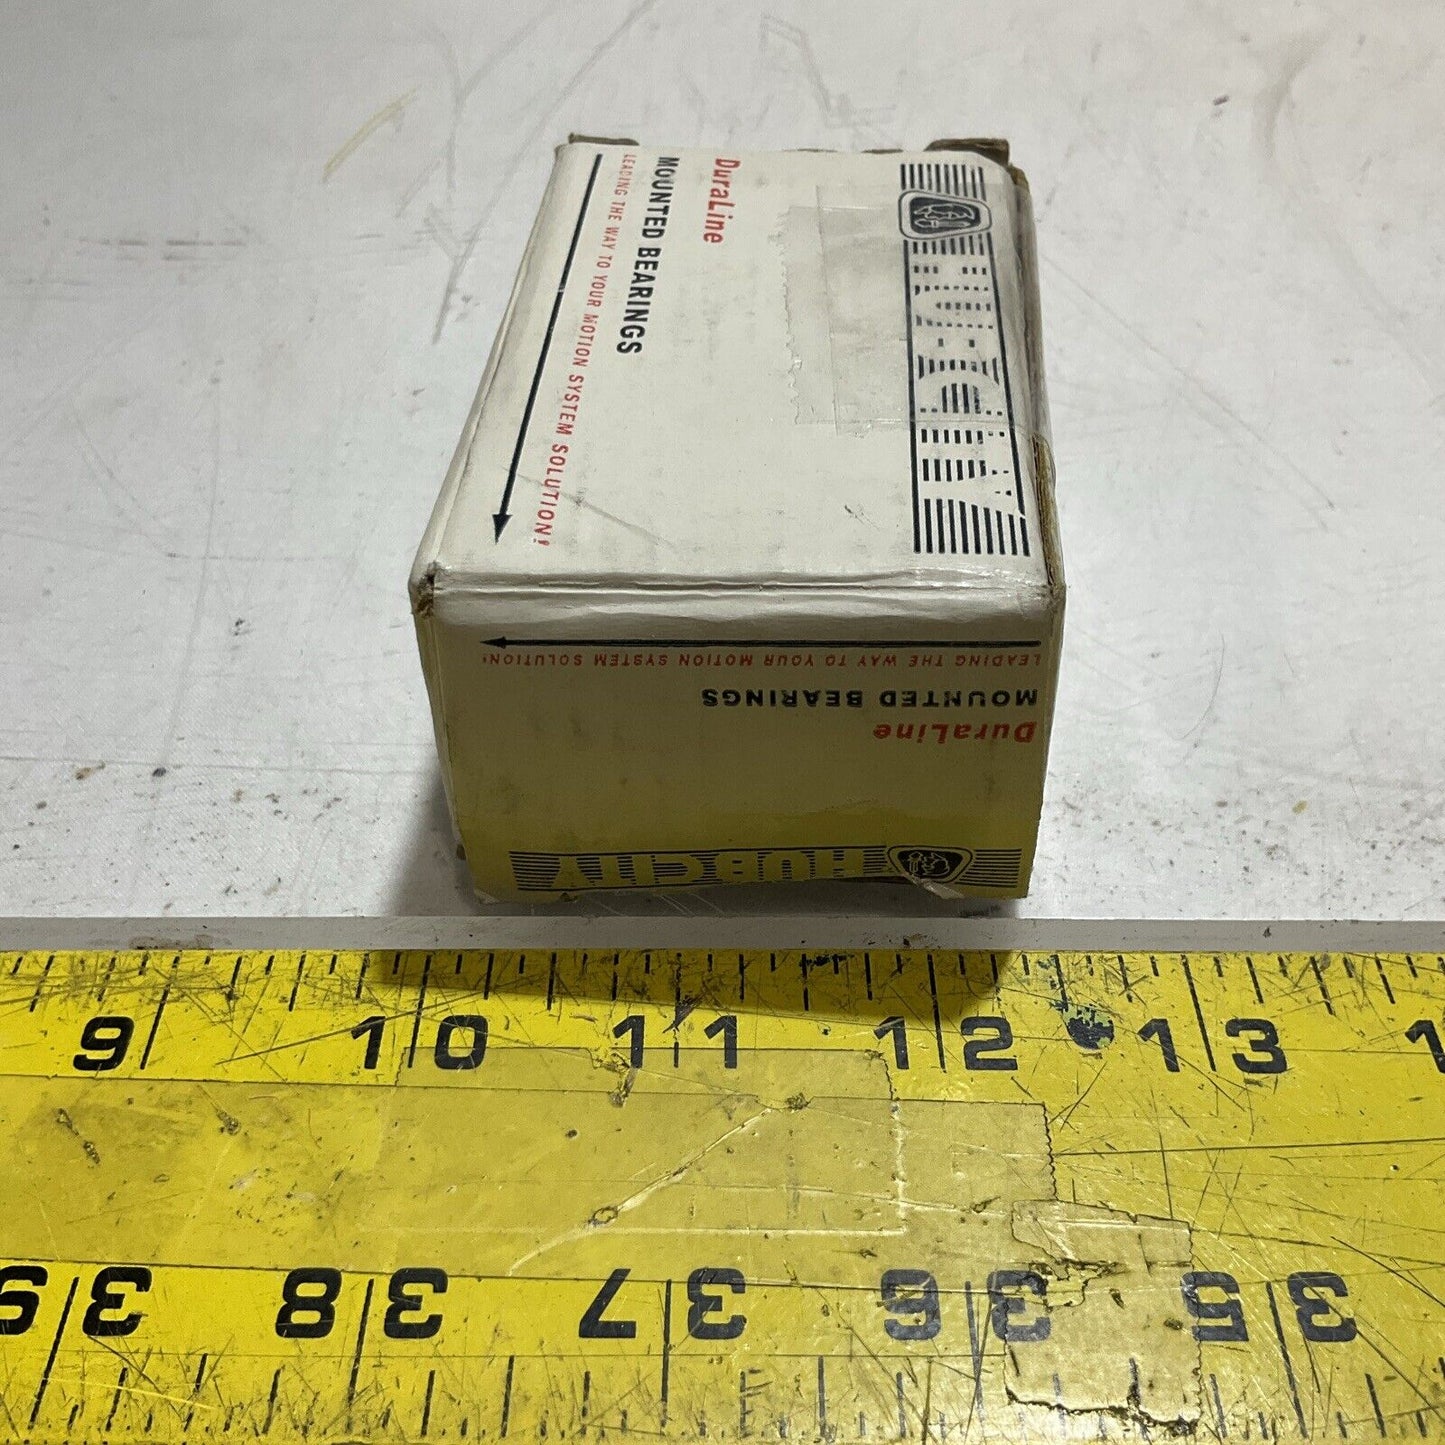 HUB CITY
DuraLine
MOUNTED BEARINGS
LEADING THE WAY TO YOUR MOTION SYSTEM SOLUTION!
LEADING THE WAY TO YOUR MOTION SYSTEM SOLUTION!
MOUNTED BEARINGS
DuraLine
HUB CITY
9 10 11 12 13 1
39 38 37 36 35